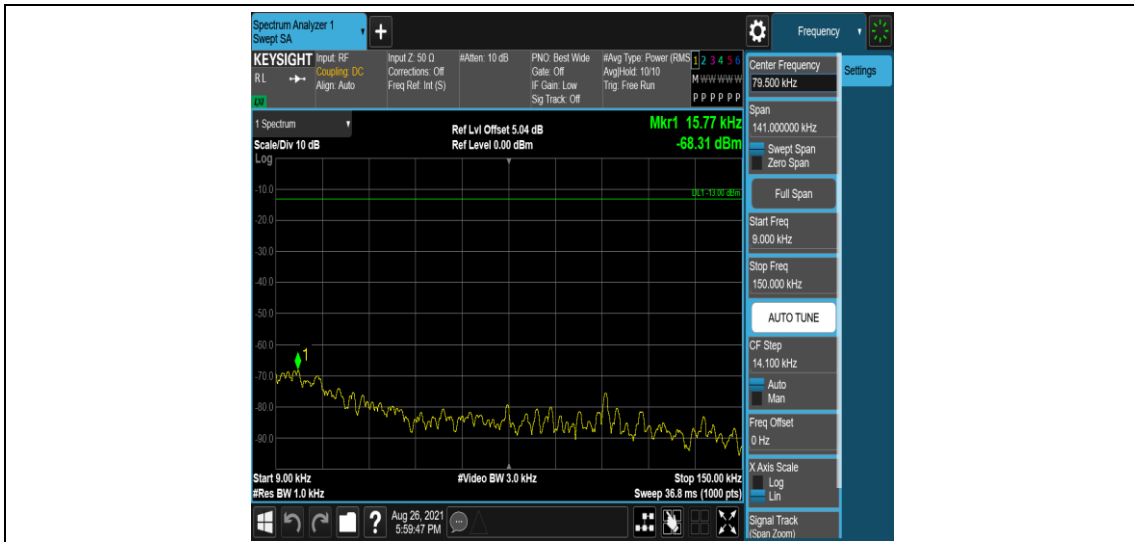 Spectrum Analyzer 1
Swept SA
+
Frequency
KEYSIGHT
RL
LM
Input: RF
Coupling: DC
Align: Auto
Input Z: 50 Ω
Corrections: Off
Freq Ref: Int (S)
#Atten: 10 dB
PNO: Best Wide
Gate: Off
IF Gain: Low
Sig Track: Off
#Avg Type: Power (RMS
Avg|Hold: 10/10
Trig: Free Run
1 2 3 4 5 6
M W W W W W
P P P P P P
Center Frequency
79.500 kHz
Settings
1 Spectrum
Scale/Div 10 dB
Log
Ref Lvl Offset 5.04 dB
Ref Level 0.00 dBm
Mkr1 15.77 kHz
-68.31 dBm
DL1 -13.00 dBm
-10.0
-20.0
-30.0
-40.0
-50.0
-60.0
-70.0
-80.0
-90.0
1
Start 9.00 kHz
#Res BW 1.0 kHz
#Video BW 3.0 kHz
Stop 150.00 kHz
Sweep 36.8 ms (1000 pts)
Span
141.000000 kHz
Swept Span
Zero Span
Full Span
Start Freq
9.000 kHz
Stop Freq
150.000 kHz
AUTO TUNE
CF Step
14.100 kHz
Auto
Man
Freq Offset
0 Hz
X Axis Scale
Log
Lin
Signal Track
(Span Zoom)
?
Aug 26, 2021
5:59:47 PM